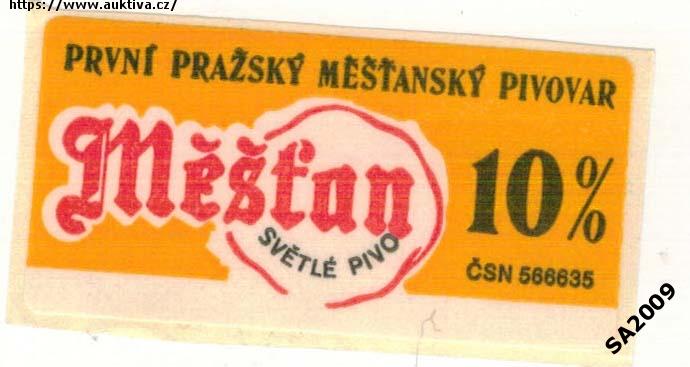 https://www.auktiva.cz/
PRVNÍ PRAŽSKÝ MĚŠŤANSKÝ PIVOVAR
Měšťan
10%
SVĚTLÉ PIVO
ČSN 566635
SA2009